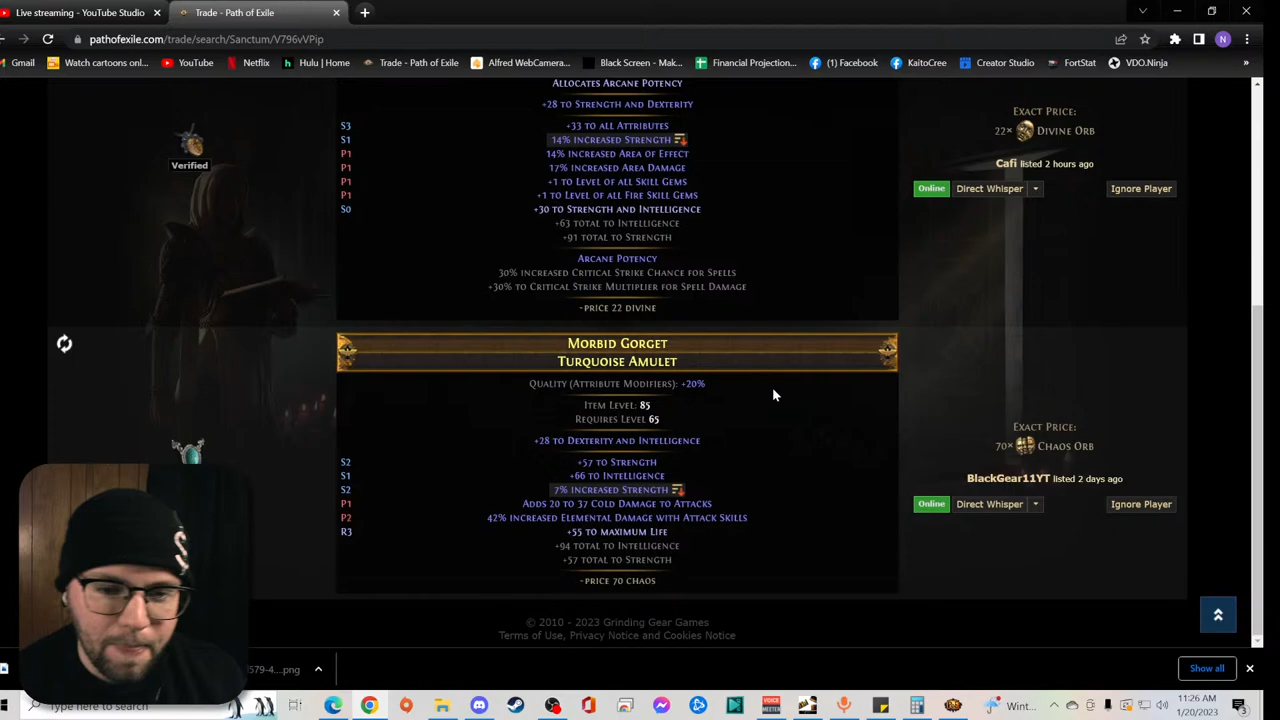 Live streaming - YouTube Studio
Trade - Path of Exile
pathofexile.com/trade/search/Sanctum/V796vVPip
N
Gmail
Watch cartoons onl...
YouTube
Netflix
Hulu | Home
Trade - Path of Exile
Alfred WebCamera...
Black Screen - Mak...
Financial Projection...
(1) Facebook
KaitoCree
Creator Studio
FortStat
VDO.Ninja
»
Allocates Arcane Potency
+28 to Strength and Dexterity
S3 +33 to all Attributes
S1 14% increased Strength
P1 14% increased Area of Effect
P1 17% increased Area Damage
P1 +1 to Level of all Skill Gems
P1 +1 to Level of all Fire Skill Gems
S0 +30 to Strength and Intelligence
+63 total to Intelligence
+91 total to Strength
Arcane Potency
30% increased Critical Strike Chance for Spells
+30% to Critical Strike Multiplier for Spell Damage
-price 22 divine
Verified
Exact Price:
22× Divine Orb
Cafi listed 2 hours ago
Online Direct Whisper Ignore Player
Morbid Gorget
Turquoise Amulet
Quality (Attribute Modifiers): +20%
Item Level: 85
Requires Level 65
+28 to Dexterity and Intelligence
S2 +57 to Strength
S1 +66 to Intelligence
S2 7% increased Strength
P1 Adds 20 to 37 Cold Damage to Attacks
P2 42% increased Elemental Damage with Attack Skills
R3 +55 to maximum Life
+94 total to Intelligence
+57 total to Strength
-price 70 chaos
Exact Price:
70× Chaos Orb
BlackGear11YT listed 2 days ago
Online Direct Whisper Ignore Player
© 2010 - 2023 Grinding Gear Games
Terms of Use, Privacy Notice and Cookies Notice
S
579-4....png
Show all
here to search
VOICE
MEETER
Wint...
11:26 AM
1/20/2023
3